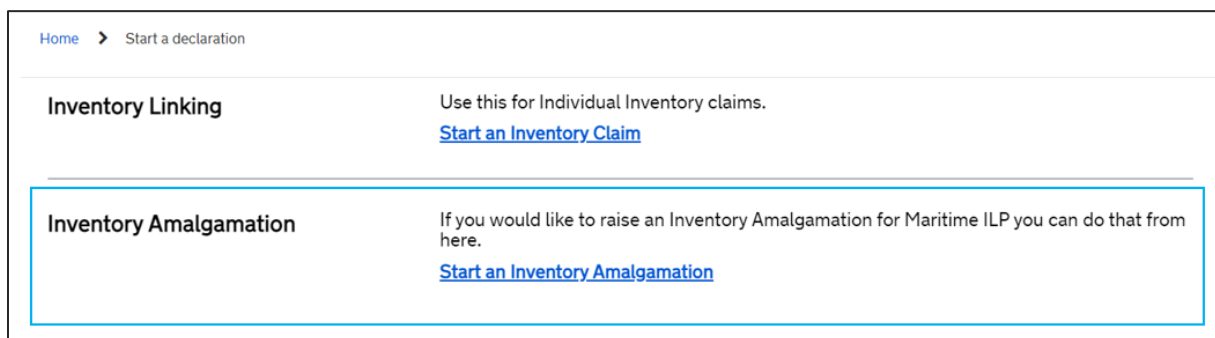 Home > Start a declaration
Inventory Linking
Use this for Individual Inventory claims.
Start an Inventory Claim
Inventory Amalgamation
If you would like to raise an Inventory Amalgamation for Maritime ILP you can do that from
here.
Start an Inventory Amalgamation